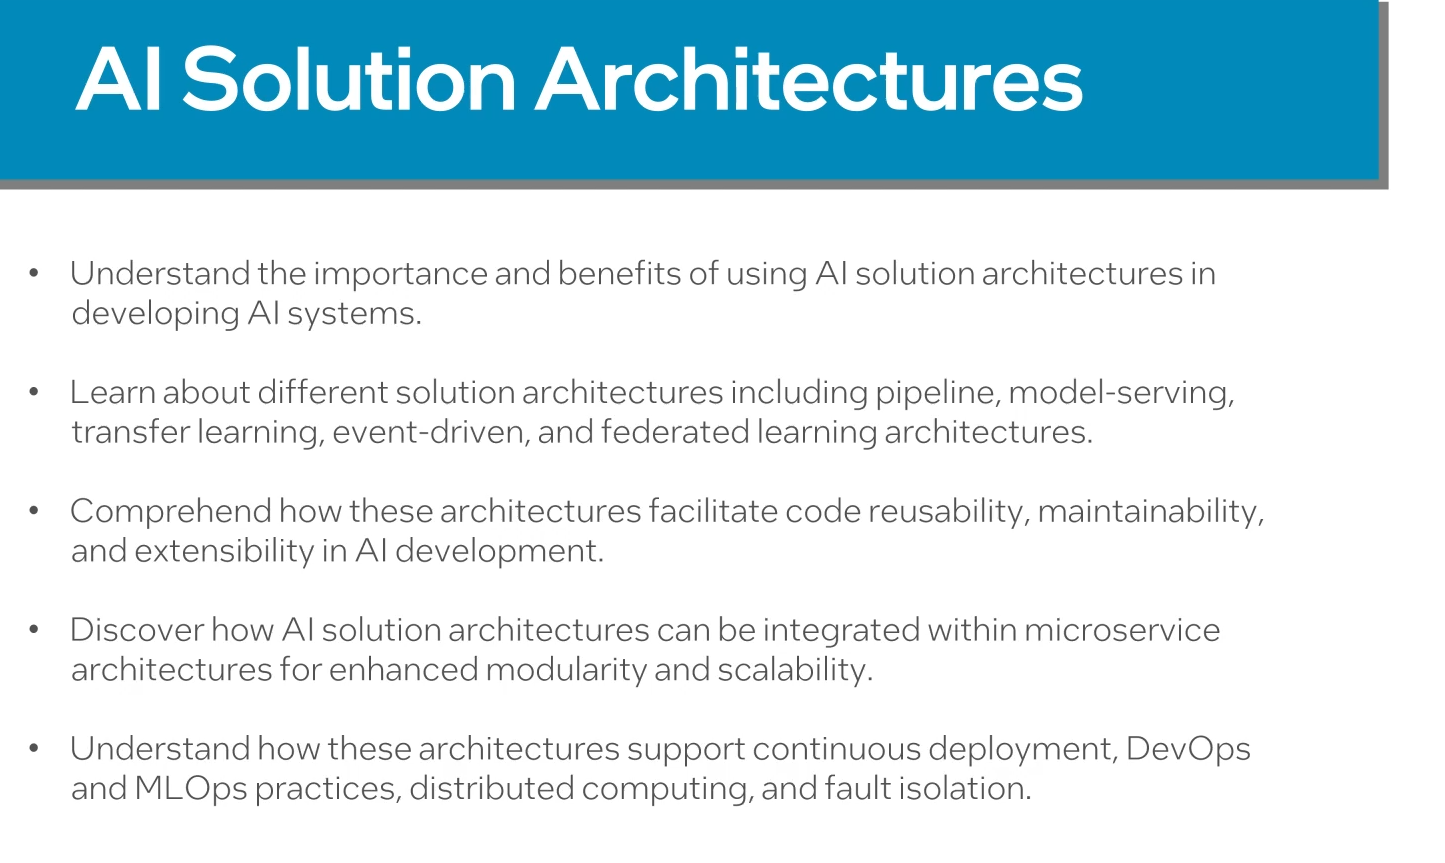 AI Solution Architectures
• Understand the importance and benefits of using AI solution architectures in
developing AI systems.
• Learn about different solution architectures including pipeline, model-serving,
transfer learning, event-driven, and federated learning architectures.
• Comprehend how these architectures facilitate code reusability, maintainability,
and extensibility in AI development.
• Discover how AI solution architectures can be integrated within microservice
architectures for enhanced modularity and scalability.
• Understand how these architectures support continuous deployment, DevOps
and MLOps practices, distributed computing, and fault isolation.